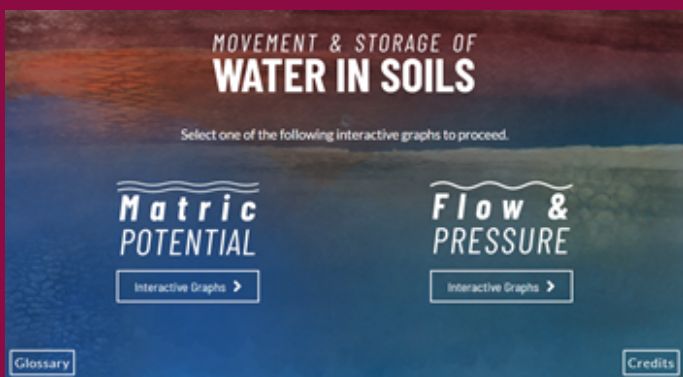 MOVEMENT & STORAGE OF
WATER IN SOILS
Select one of the following interactive graphs to proceed.
Matric
POTENTIAL
Interactive Graphs
Flow &
PRESSURE
Interactive Graphs
Glossary
Credits